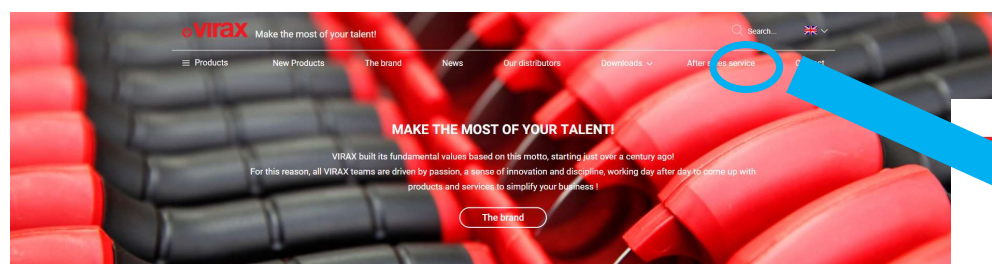 virax Make the most of your talent!
Search...
Products New Products The brand News Our distributors Downloads After sales service Contact
MAKE THE MOST OF YOUR TALENT!
VIRAX built its fundamental values based on this motto, starting just over a century ago!
For this reason, all VIRAX teams are driven by passion, a sense of innovation and discipline, working day after day to come up with
products and services to simplify your business !
The brand